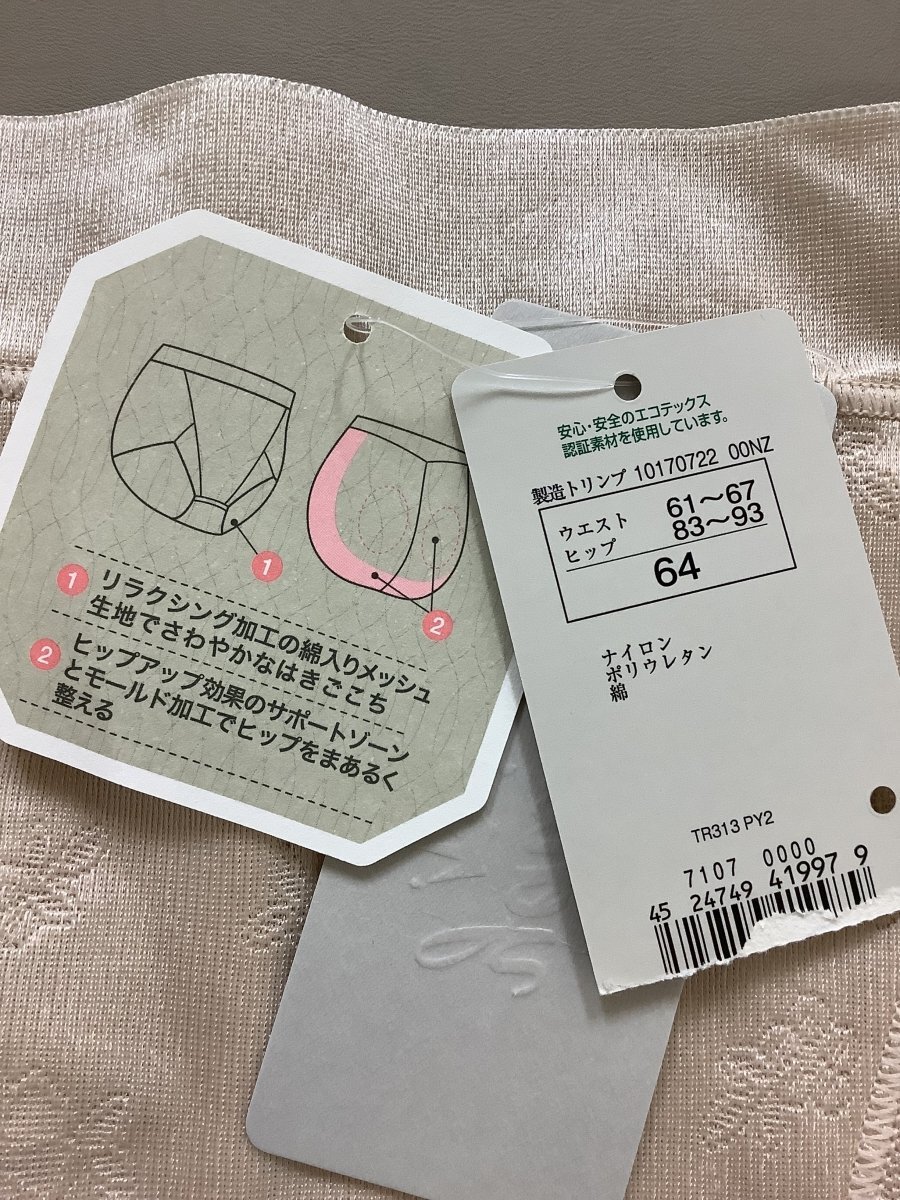 1
2
1 リラクシング加工の綿入りメッシュ
生地でさわやかなはきごこち
2 ヒップアップ効果のサポートゾーン
とモールド加工でヒップをまあるく
整える
安心・安全のエコテックス
認証素材を使用しています。
製造トリンプ 10170722 00NZ
ウエスト 61〜67
ヒップ 83〜93
64
ナイロン
ポリウレタン
綿
TR313 PY2
7107 0000
45 24749 41997 9